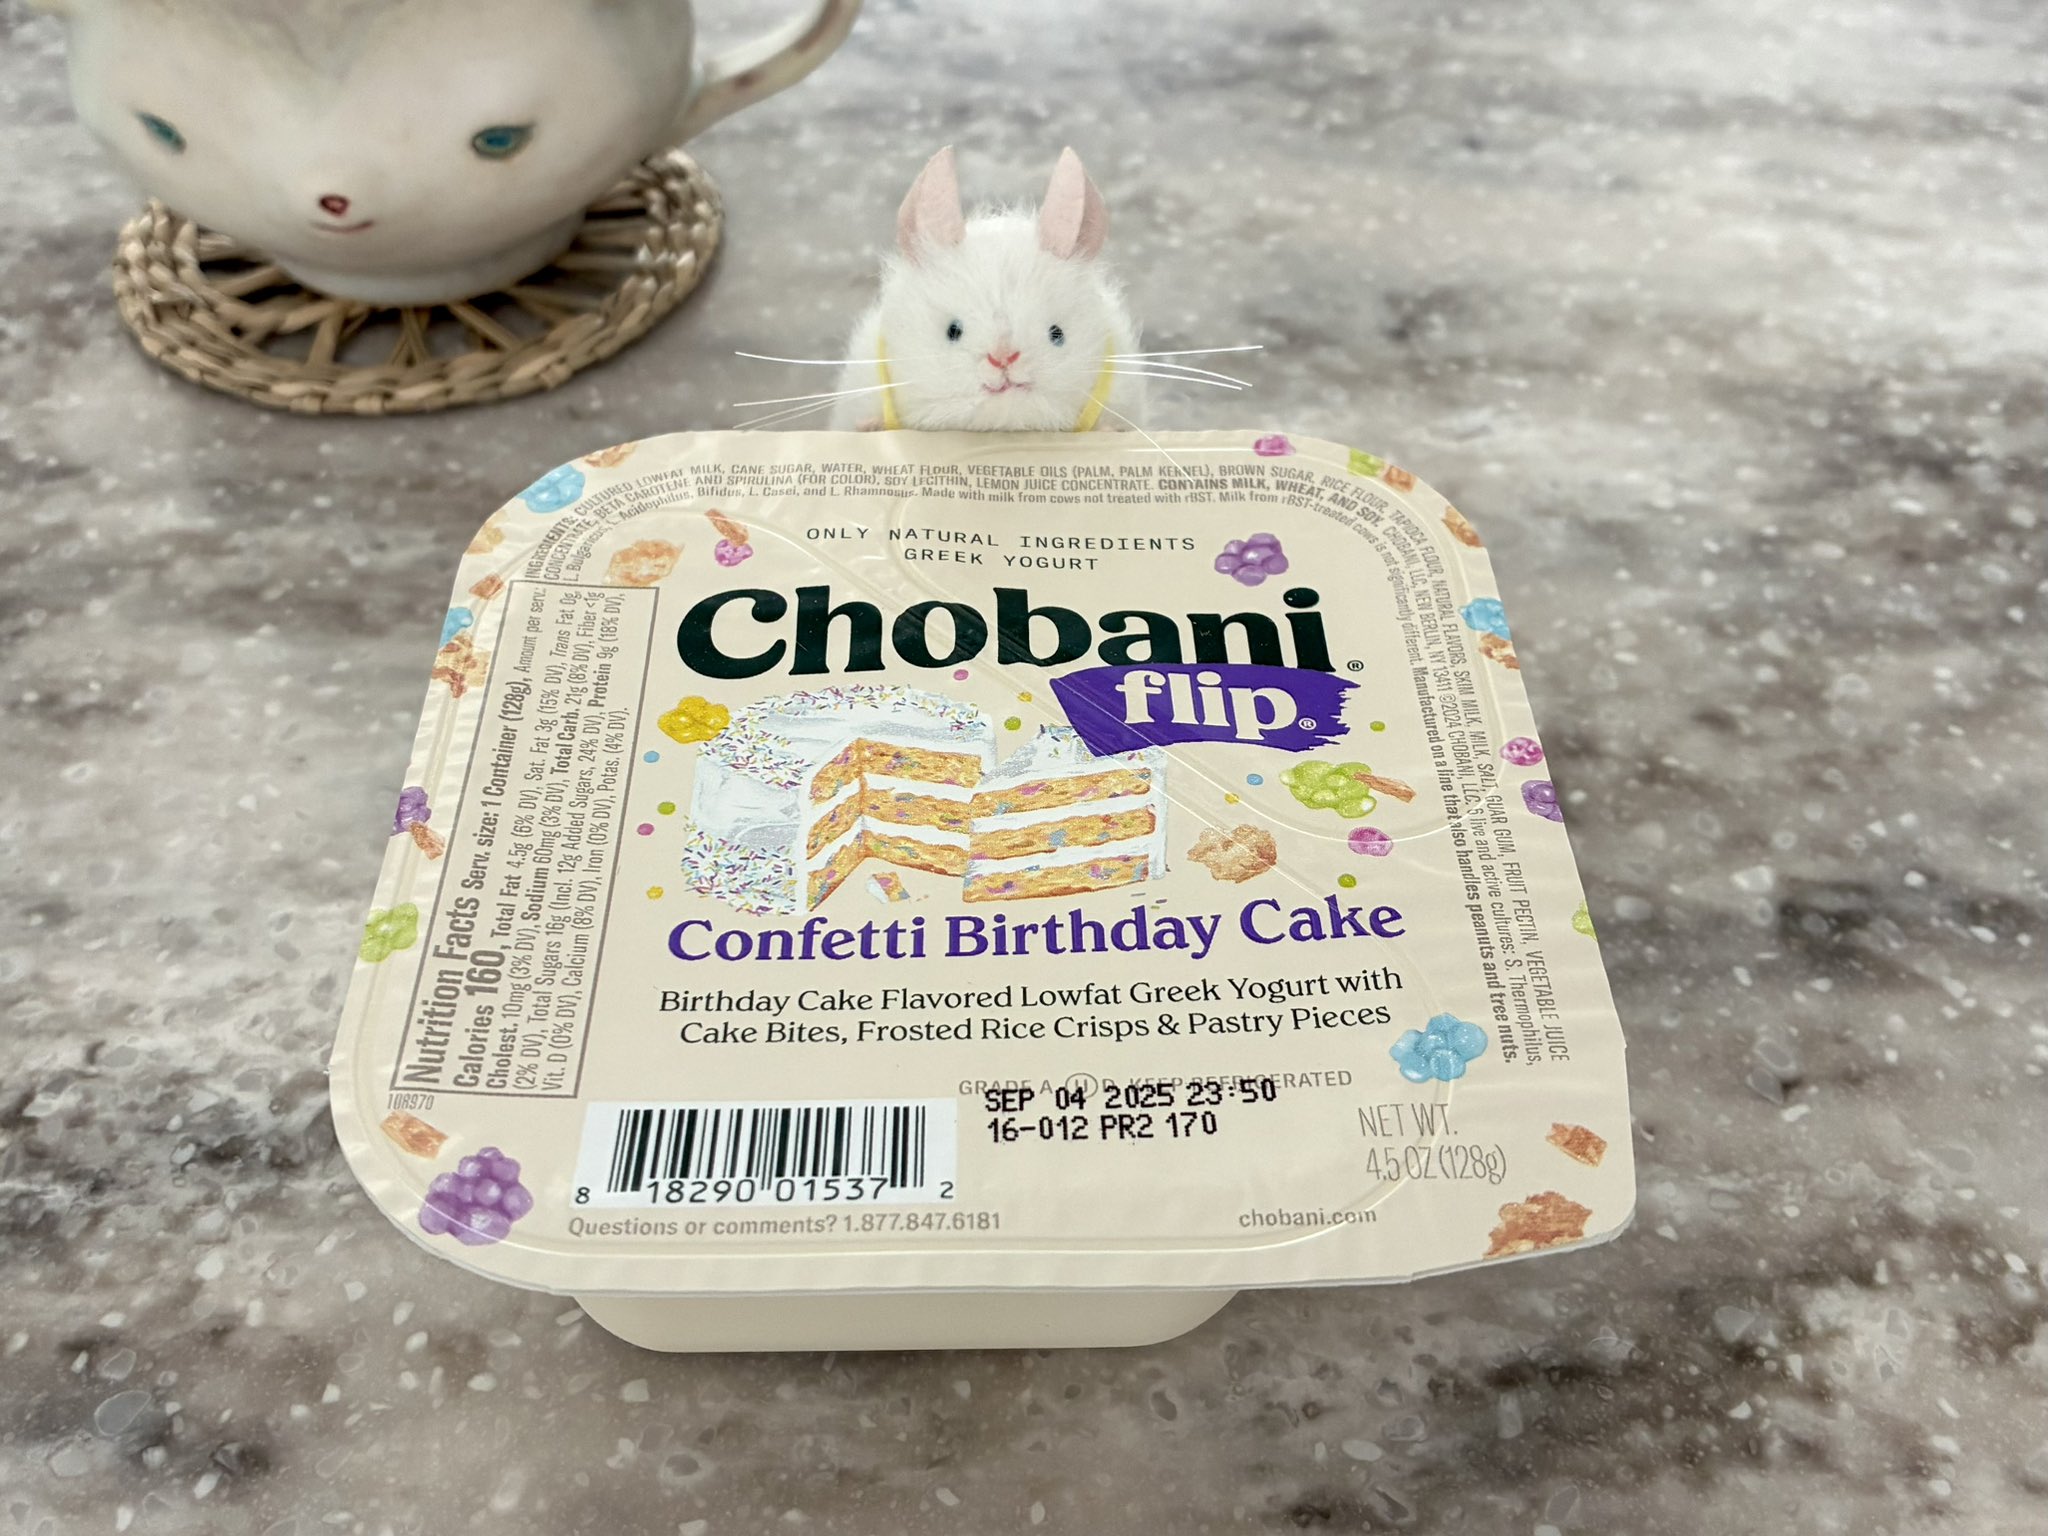 INGREDIENTS: CULTURED LOWFAT MILK, CANE SUGAR, WATER, WHEAT FLOUR, VEGETABLE OILS (PALM, PALM KERNEL), BROWN SUGAR, RICE FLOUR, TAPIOCA FLOUR, NATURAL FLAVORS, SKIM MILK, MILK, SALT, GUAR GUM, FRUIT PECTIN, VEGETABLE JUICE
CONCENTRATE, BETA CAROTENE AND SPIRULINA (FOR COLOR), SOY LECITHIN, LEMON JUICE CONCENTRATE. CONTAINS MILK, WHEAT, AND SOY. CHOBANI, LLC, NEW BERLIN, NY 13411 ©2024 CHOBANI, LLC. 6 live and active cultures: S. Thermophilus,
L. Bulgaricus, L. Acidophilus, Bifidus, L. Casei, and L. Rhamnosus. Made with milk from cows not treated with rBST. Milk from rBST-treated cows is not significantly different. Manufactured on a line that also handles peanuts and tree nuts.
ONLY NATURAL INGREDIENTS
GREEK YOGURT
Chobani®
flip®
Nutrition Facts Serv. size: 1 Container (128g), Amount per serv.:
Calories 160, Total Fat 4.5g (6% DV), Sat. Fat 3g (15% DV), Trans Fat 0g,
Cholest. 10mg (3% DV), Sodium 60mg (3% DV), Total Carb. 21g (8% DV), Fiber <1g
(2% DV), Total Sugars 16g (Incl. 12g Added Sugars, 24% DV), Protein 9g (18% DV),
Vit. D (0% DV), Calcium (8% DV), Iron (0% DV), Potas. (4% DV).
108970
Confetti Birthday Cake
Birthday Cake Flavored Lowfat Greek Yogurt with
Cake Bites, Frosted Rice Crisps & Pastry Pieces
GRADE A U D KEEP REFRIGERATED
SEP 04 2025 23:50
16-012 PR2 170
NET WT.
4.5 OZ (128g)
8 18290 01537 2
Questions or comments? 1.877.847.6181
chobani.com